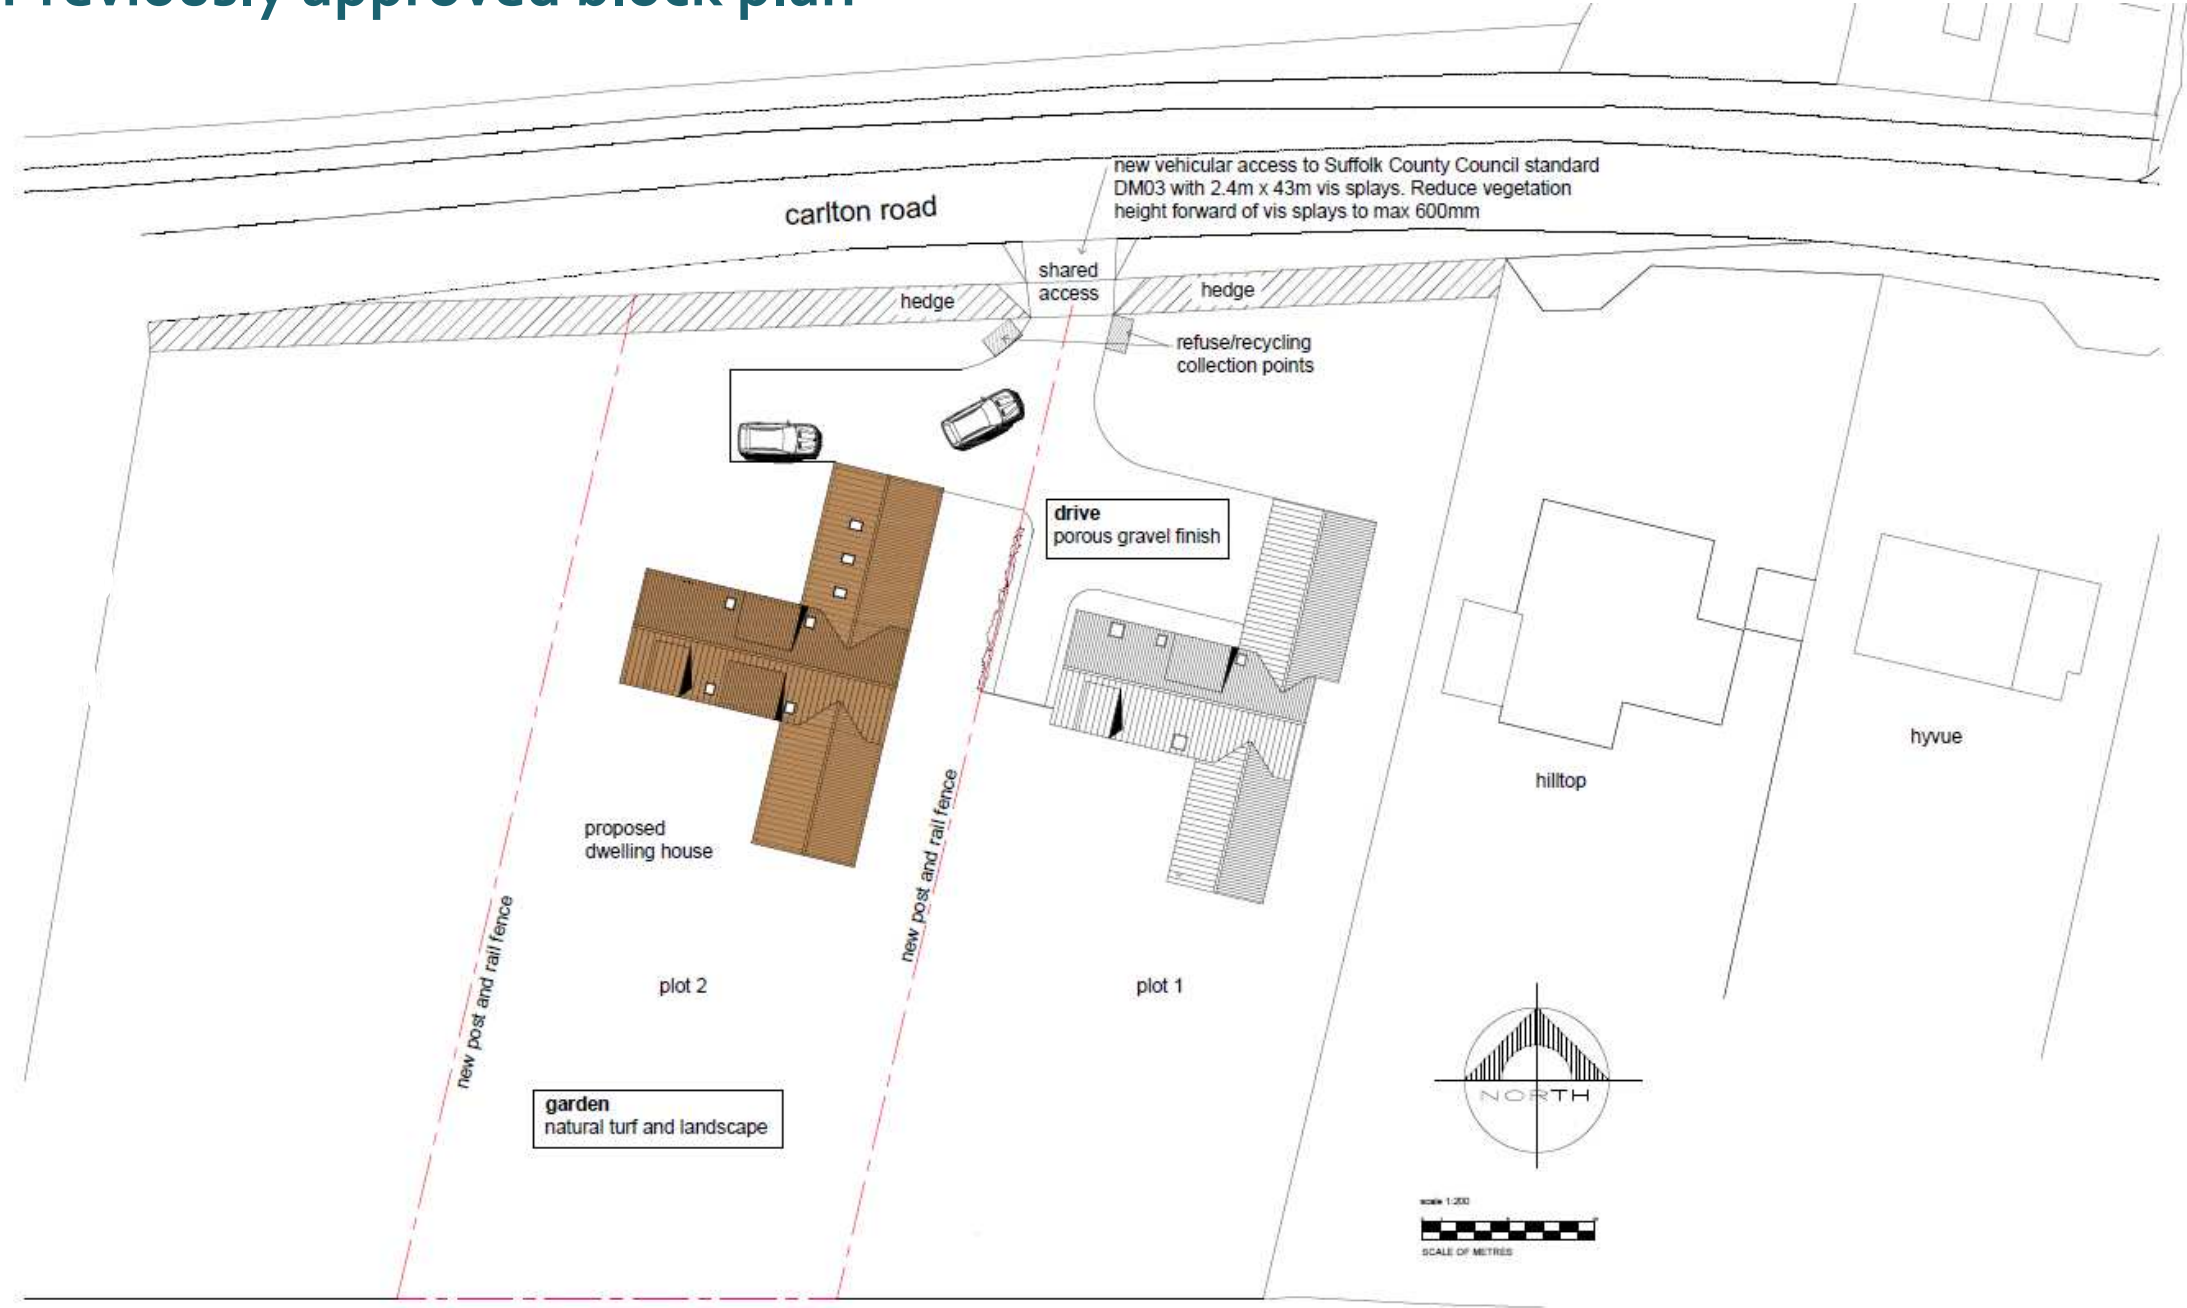 Previously approved block plan
new vehicular access to Suffolk County Council standard
DM03 with 2.4m x 43m vis splays. Reduce vegetation
height forward of vis splays to max 600mm
carlton road
shared
access
hedge
hedge
refuse/recycling
collection points
drive
porous gravel finish
hyvue
hilltop
proposed
dwelling house
new post and rail fence
new post and rail fence
plot 2
plot 1
garden
natural turf and landscape
NORTH
scale 1:200
SCALE OF METRES